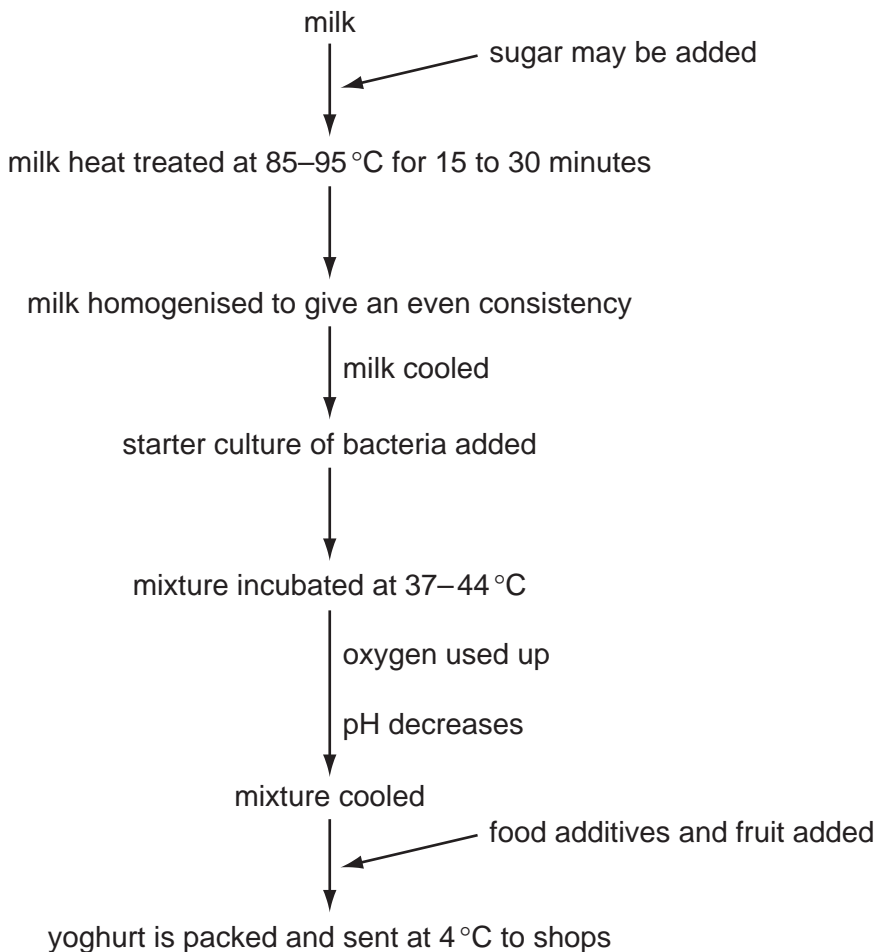 milk
sugar may be added
milk heat treated at 85–95 °C for 15 to 30 minutes
milk homogenised to give an even consistency
milk cooled
starter culture of bacteria added
mixture incubated at 37–44 °C
oxygen used up
pH decreases
mixture cooled
food additives and fruit added
yoghurt is packed and sent at 4 °C to shops